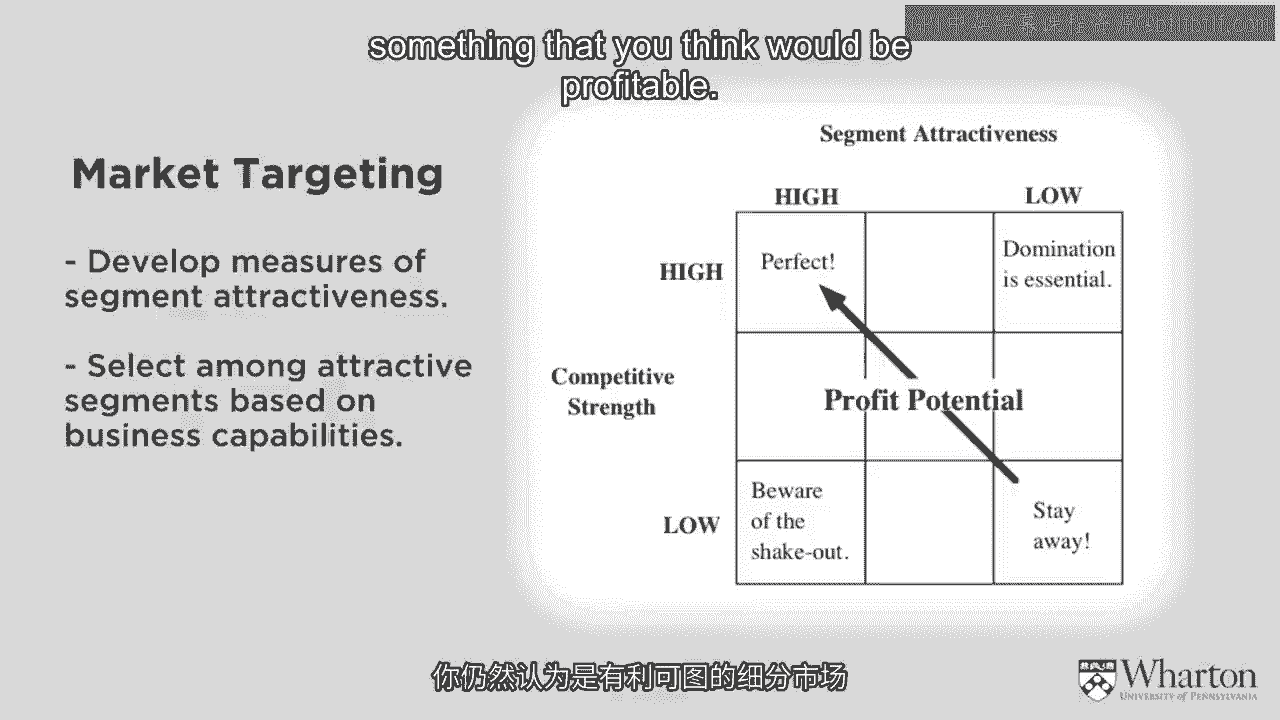 something that you think would be
profitable.
Market Targeting
- Develop measures of
segment attractiveness.
- Select among attractive
segments based on
business capabilities.
Segment Attractiveness
HIGH
LOW
HIGH
Perfect!
Domination
is essential.
Competitive
Strength
Profit Potential
LOW
Beware
of the
shake-out.
Stay
away!
你仍然认为是有利可图的细分市场
Wharton
UNIVERSITY of PENNSYLVANIA